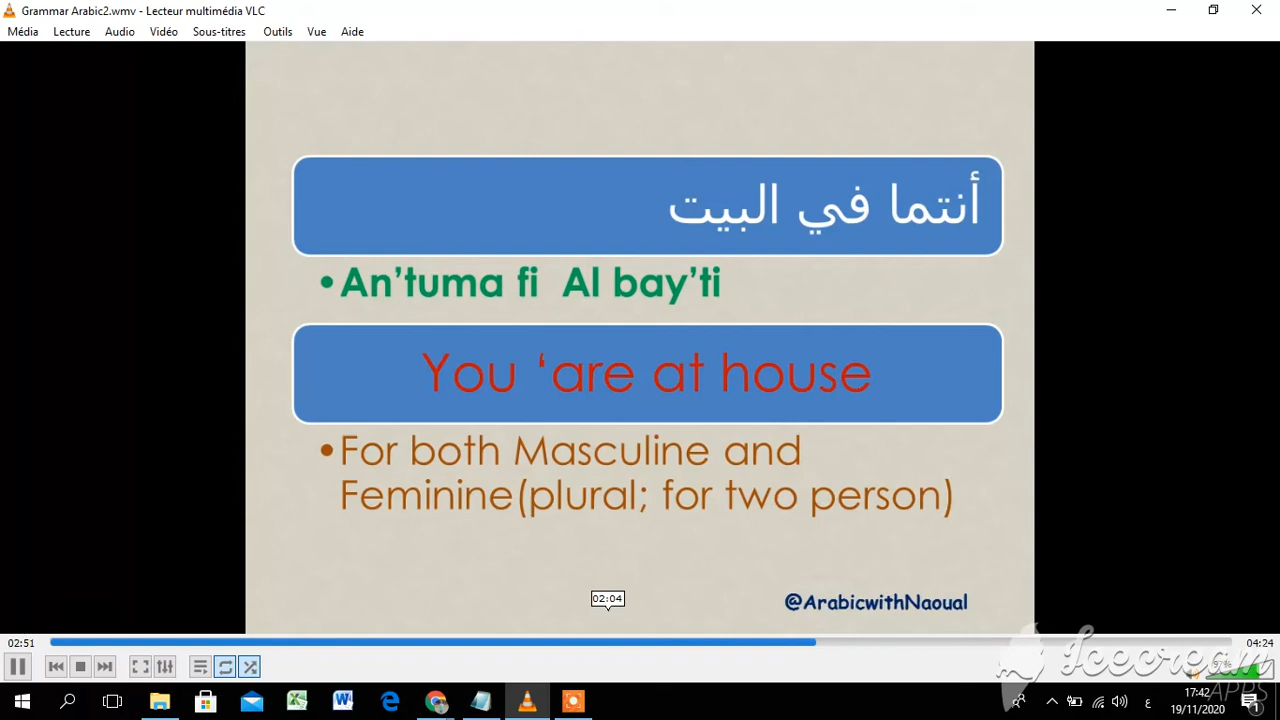 Grammar Arabic2.wmv - Lecteur multimédia VLC
Média Lecture Audio Vidéo Sous-titres Outils Vue Aide
أنتما في البيت
•An’tuma fi Al bay’ti
You ‘are at house
•For both Masculine and
Feminine(plural; for two person)
02:04
@ArabicwithNaoual
02:51
04:24
Icecream
APPS
17:42
19/11/2020